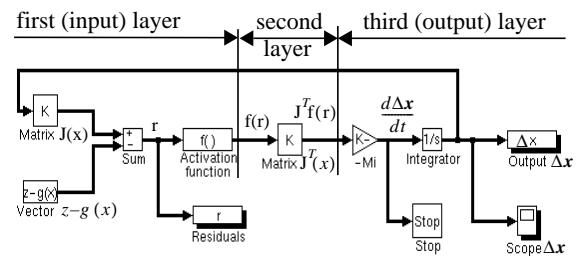 first (input) layer
second layer
third (output) layer
K
Matrix J(x)
+
−
Sum
r
f()
Activation
function
f(r)
K
Matrix J^T(x)
J^T f(r)
K-
-Mi
dΔx
dt
1/s
Integrator
Δx
Output Δx
z-g(x)
Vector z−g (x)
r
Residuals
Stop
Stop
Scope Δx